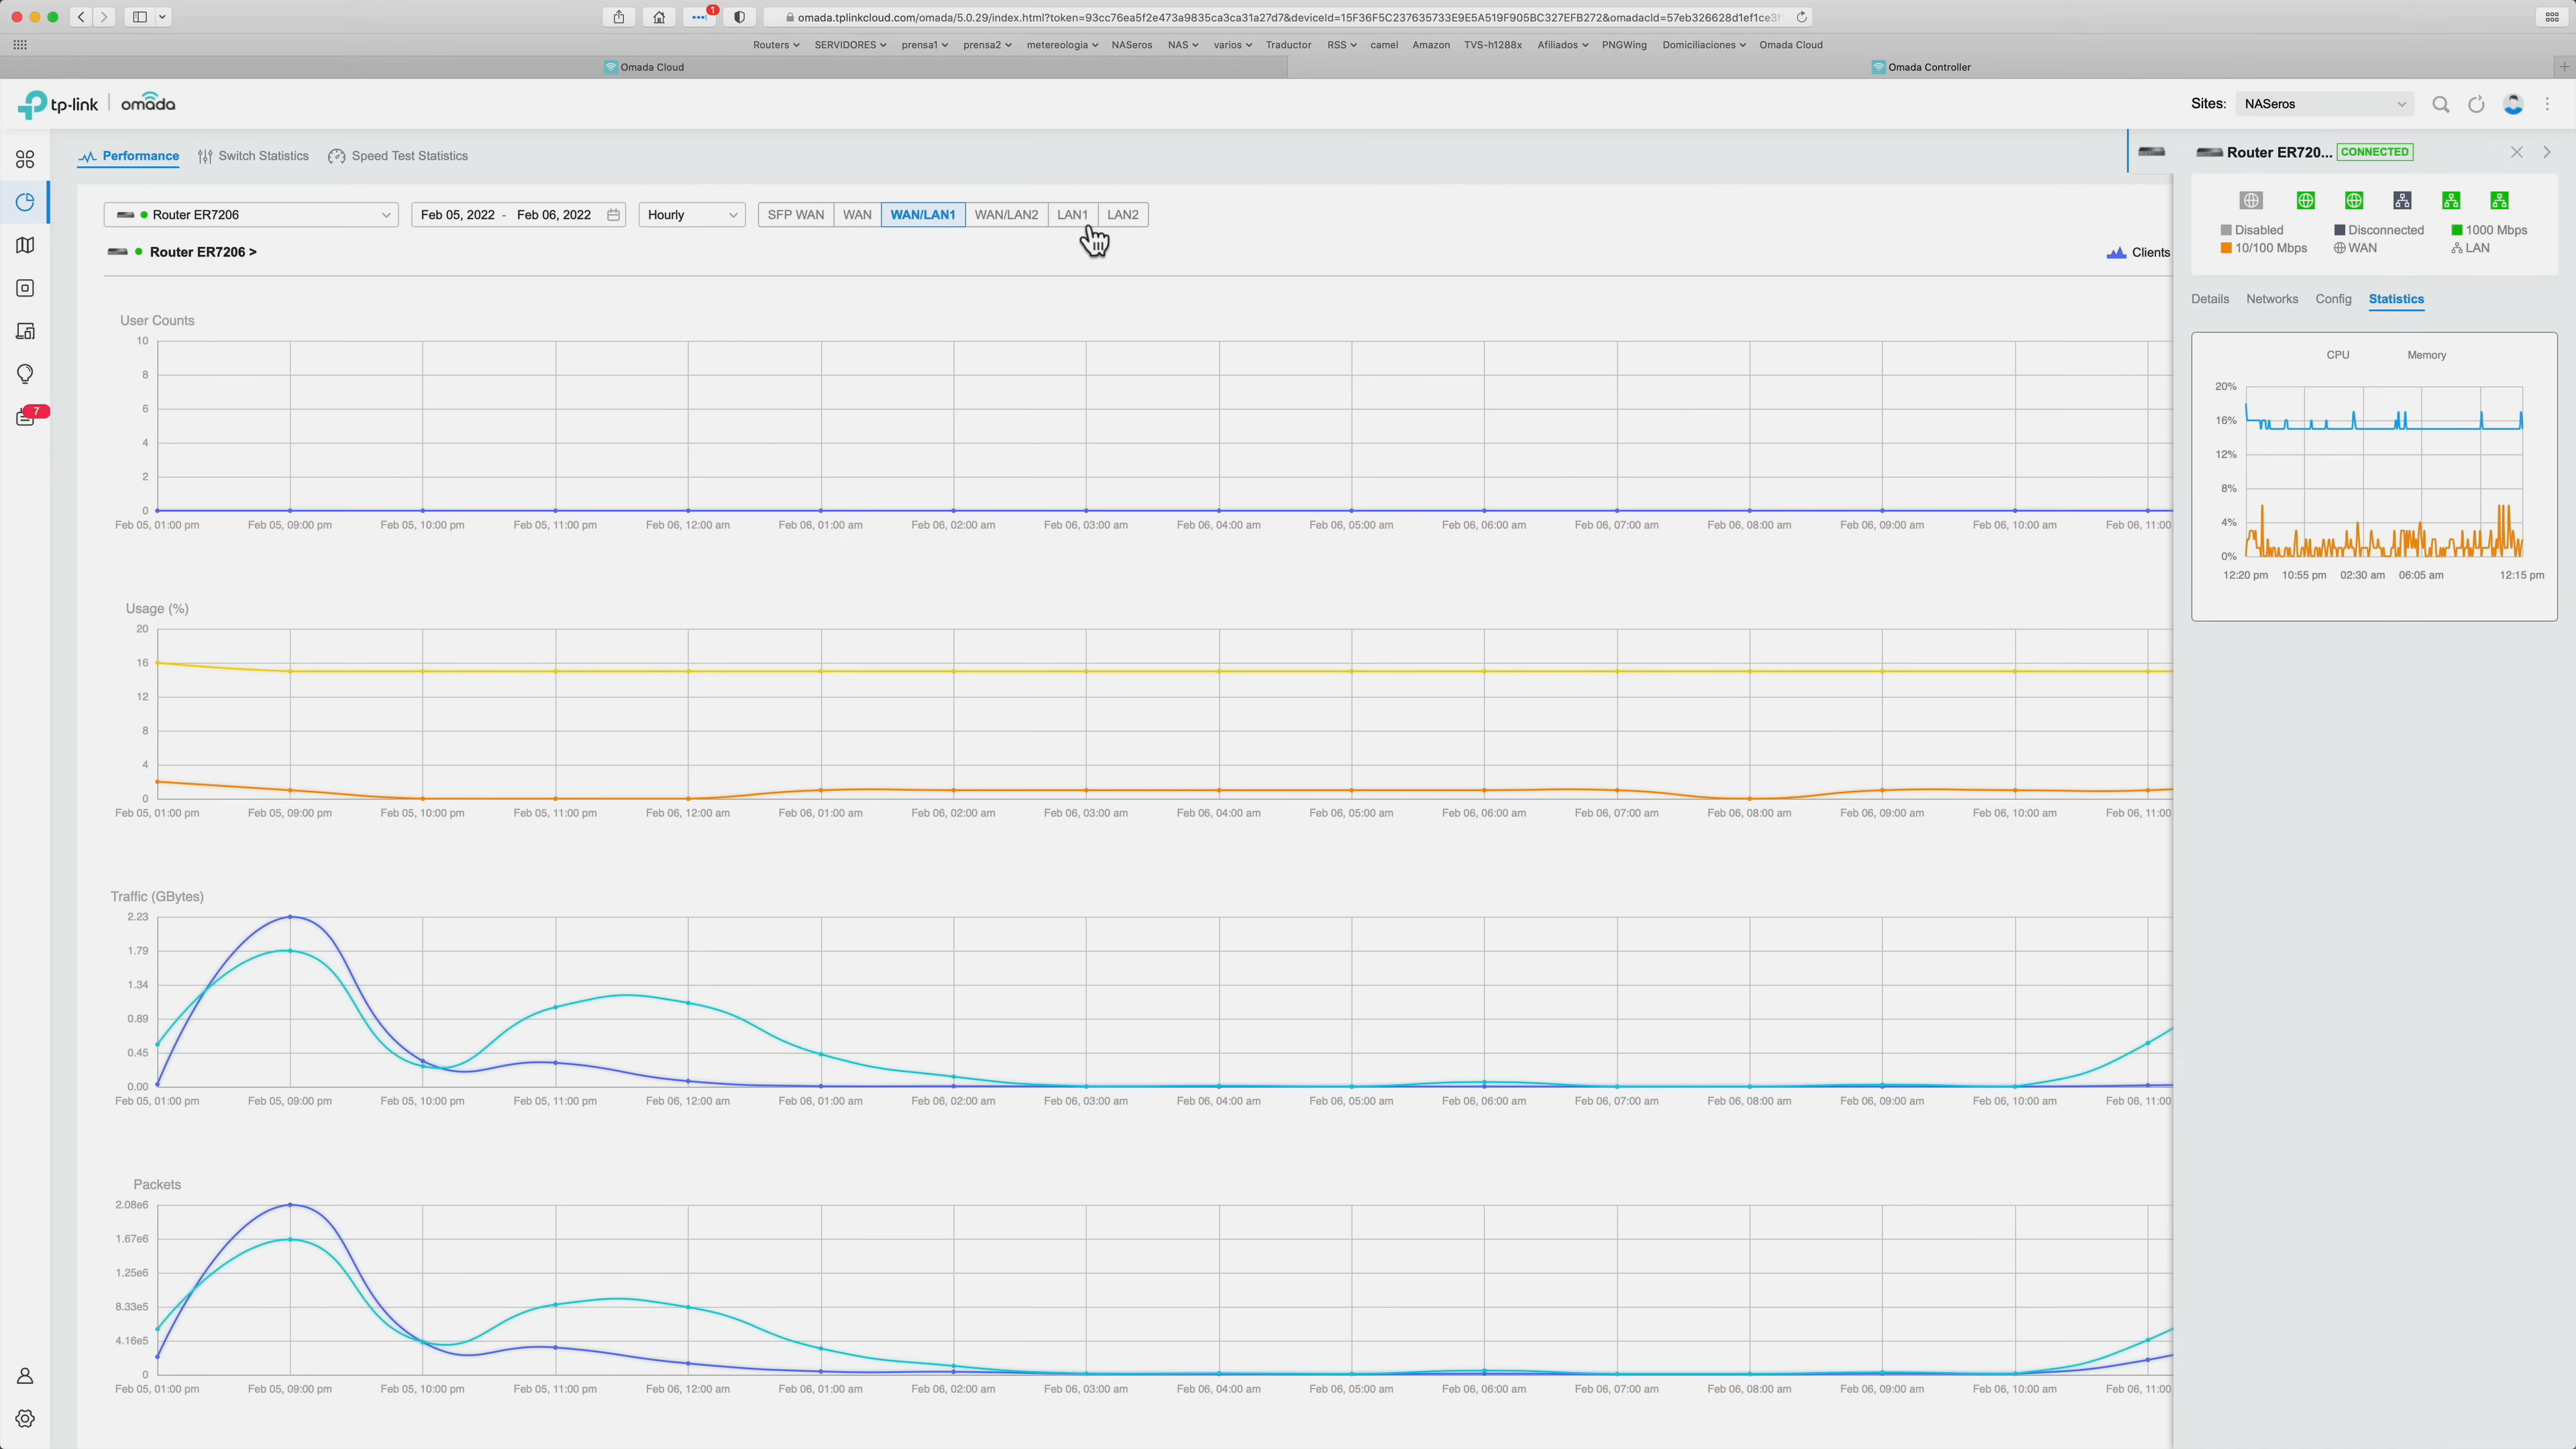 1
omada.tplinkcloud.com/omada/5.0.29/index.html?token=93cc76ea5f2e473a9835ca3ca31a27d7&deviceId=15F36F5C237635733E9E5A519F905BC327EFB272&omadacId=57eb326628d1ef1ce3f
Routers SERVIDORES prensa1 prensa2 metereologia NASeros NAS varios Traductor RSS camel Amazon TVS-h1288x Afiliados PNGWing Domiciliaciones Omada Cloud
Omada Cloud Omada Controller
tp-link omada Sites: NASeros
Performance Switch Statistics Speed Test Statistics
Router ER7206 Feb 05, 2022 - Feb 06, 2022 Hourly SFP WAN WAN WAN/LAN1 WAN/LAN2 LAN1 LAN2
Router ER7206 > Clients
7
User Counts
10
8
6
4
2
0
Feb 05, 01:00 pm Feb 05, 09:00 pm Feb 05, 10:00 pm Feb 05, 11:00 pm Feb 06, 12:00 am Feb 06, 01:00 am Feb 06, 02:00 am Feb 06, 03:00 am Feb 06, 04:00 am Feb 06, 05:00 am Feb 06, 06:00 am Feb 06, 07:00 am Feb 06, 08:00 am Feb 06, 09:00 am Feb 06, 10:00 am Feb 06, 11:00
Usage (%)
20
16
12
8
4
0
Feb 05, 01:00 pm Feb 05, 09:00 pm Feb 05, 10:00 pm Feb 05, 11:00 pm Feb 06, 12:00 am Feb 06, 01:00 am Feb 06, 02:00 am Feb 06, 03:00 am Feb 06, 04:00 am Feb 06, 05:00 am Feb 06, 06:00 am Feb 06, 07:00 am Feb 06, 08:00 am Feb 06, 09:00 am Feb 06, 10:00 am Feb 06, 11:00
Traffic (GBytes)
2.23
1.79
1.34
0.89
0.45
0.00
Feb 05, 01:00 pm Feb 05, 09:00 pm Feb 05, 10:00 pm Feb 05, 11:00 pm Feb 06, 12:00 am Feb 06, 01:00 am Feb 06, 02:00 am Feb 06, 03:00 am Feb 06, 04:00 am Feb 06, 05:00 am Feb 06, 06:00 am Feb 06, 07:00 am Feb 06, 08:00 am Feb 06, 09:00 am Feb 06, 10:00 am Feb 06, 11:00
Packets
2.08e6
1.67e6
1.25e6
8.33e5
4.16e5
0
Feb 05, 01:00 pm Feb 05, 09:00 pm Feb 05, 10:00 pm Feb 05, 11:00 pm Feb 06, 12:00 am Feb 06, 01:00 am Feb 06, 02:00 am Feb 06, 03:00 am Feb 06, 04:00 am Feb 06, 05:00 am Feb 06, 06:00 am Feb 06, 07:00 am Feb 06, 08:00 am Feb 06, 09:00 am Feb 06, 10:00 am Feb 06, 11:00
Router ER720... CONNECTED
Disabled Disconnected 1000 Mbps
10/100 Mbps WAN LAN
Details Networks Config Statistics
CPU Memory
20%
16%
12%
8%
4%
0%
12:20 pm 10:55 pm 02:30 am 06:05 am 12:15 pm